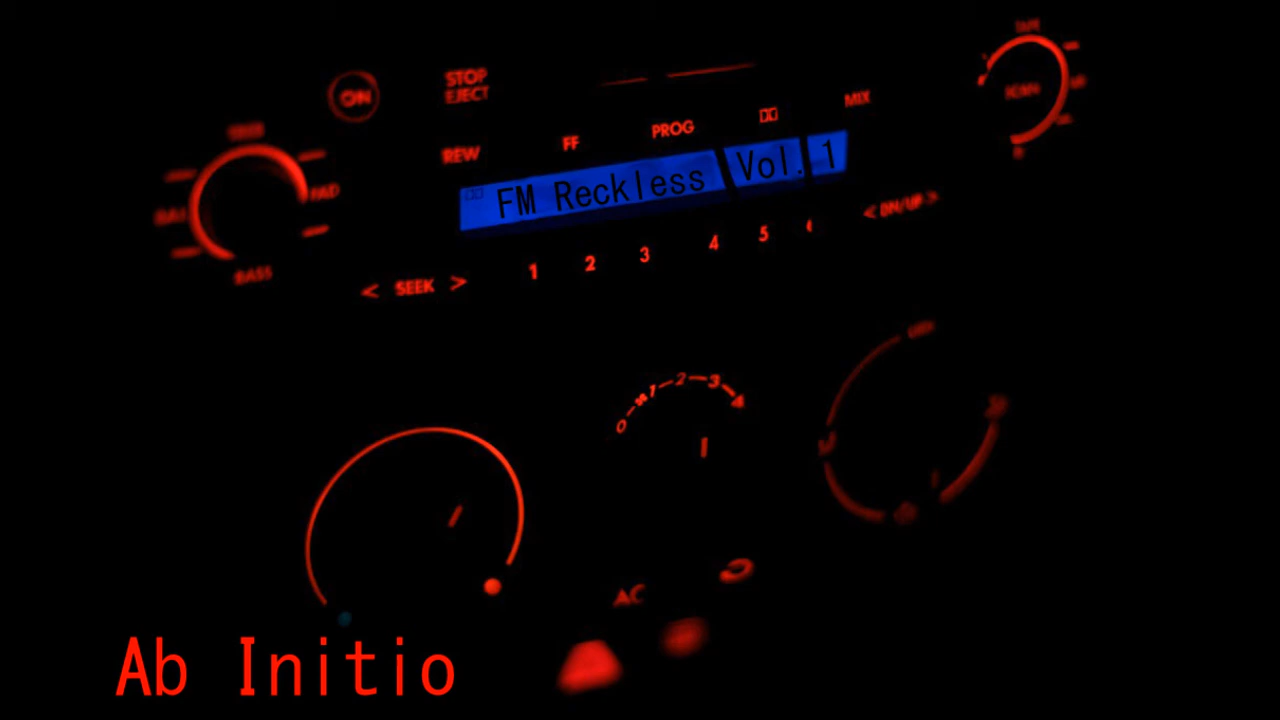 ON
STOP
EJECT
REW
FF
PROG
MIX
FM Reckless Vol. 1
FAD
BASS
< SEEK >
1 2 3 4 5
< DN/UP >
0 1 2 3 4
AC
Ab Initio